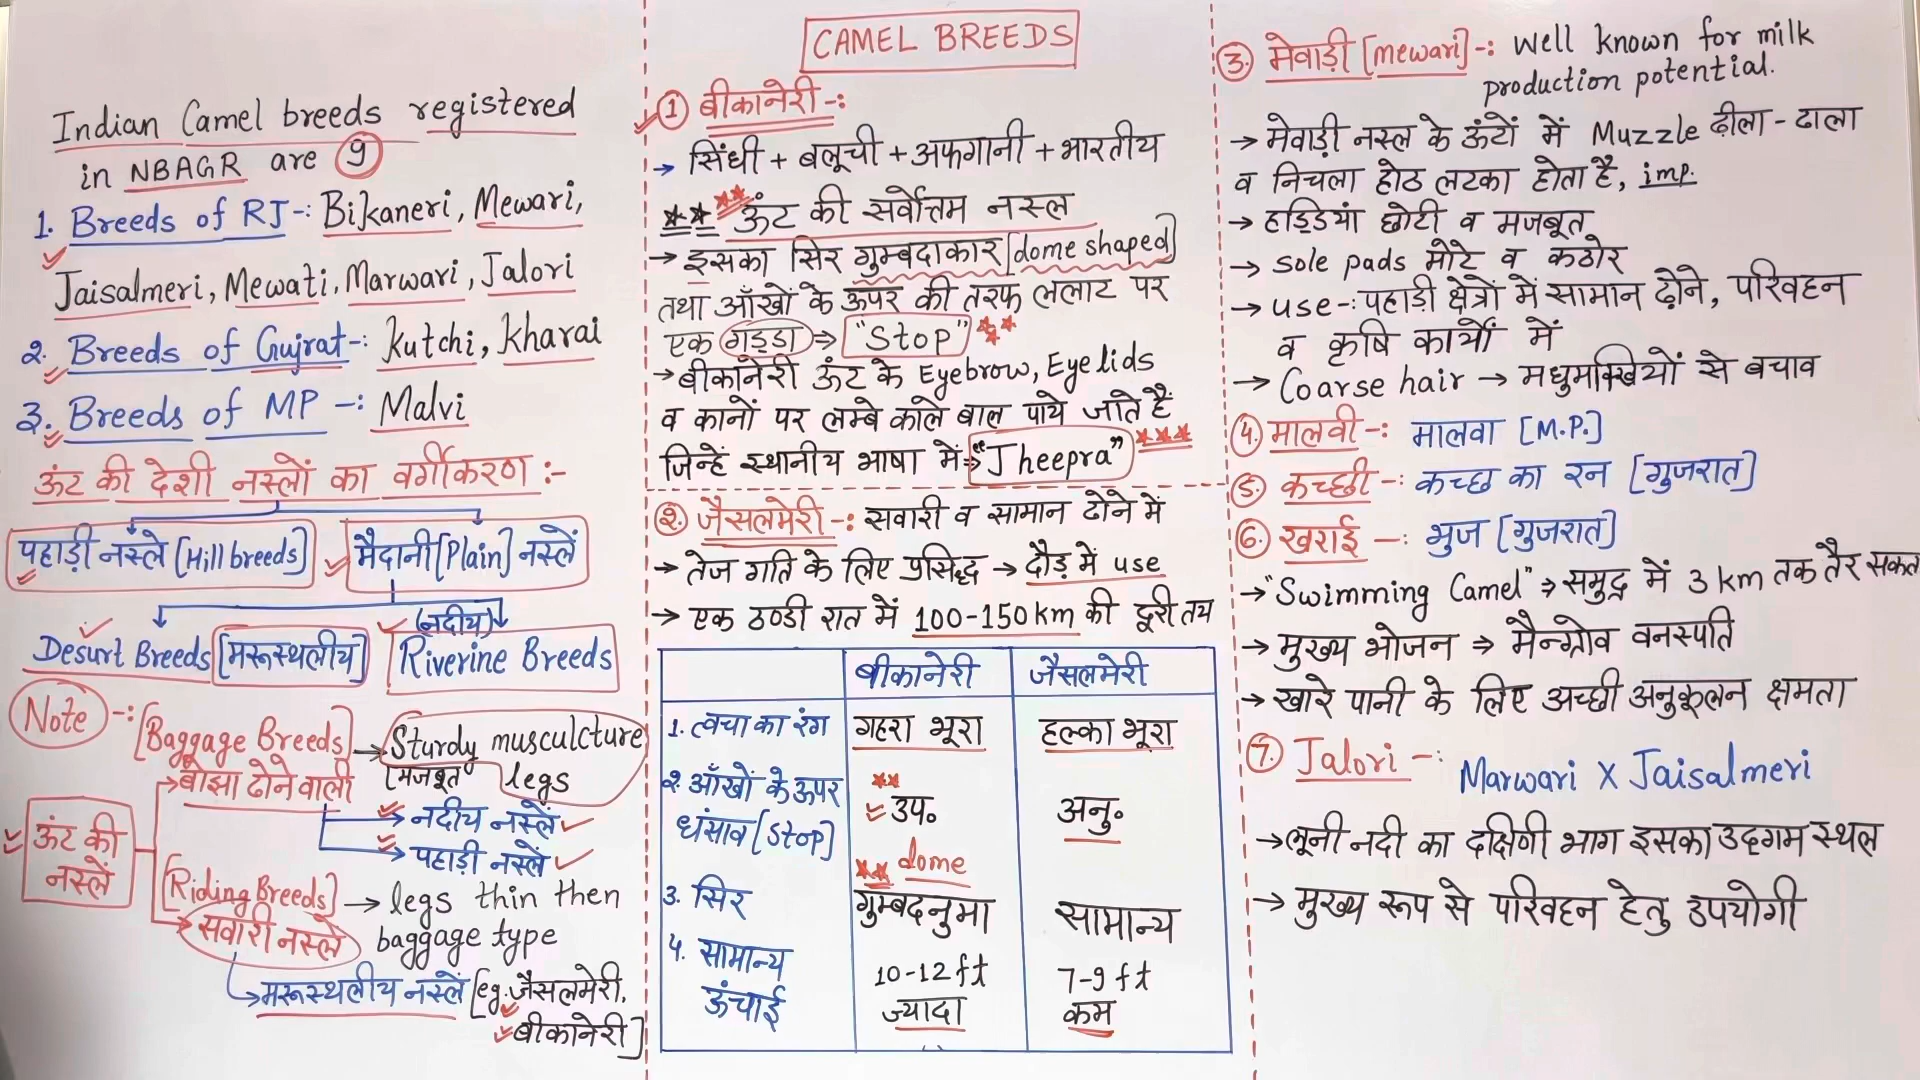 CAMEL BREEDS
Indian Camel breeds registered
in NBAGR are 9
1. Breeds of RJ-: Bikaneri, Mewari,
Jaisalmeri, Mewati, Marwari, Jalori
2. Breeds of Gujrat-: Kutchi, Kharai
3. Breeds of MP -: Malvi
ऊंट की देशी नस्लों का वर्गीकरण :-
पहाड़ी नस्ले [Hill breeds]
मैदानी [Plain] नस्लें
(नदीय)
Desurt Breeds [मरूस्थलीय]
Riverine Breeds
Note -: [Baggage Breeds] → Sturdy musculcture
बोझा ढोने वाली [मजबूत legs
→ नदीय नस्लें
→ पहाड़ी नस्लें
ऊंट की
नस्लें
[Riding Breeds] → legs thin then
सवारी नस्लें baggage type
→ मरूस्थलीय नस्लें [eg. जैसलमेरी,
बीकानेरी]
① बीकानेरी -:
→ सिंधी + बलूची + अफगानी + भारतीय
ऊंट की सर्वोत्तम नस्ल
→ इसका सिर गुम्बदाकार [dome shaped]
तथा आँखों के ऊपर की तरफ ललाट पर
एक गड्डा ⇒ "Stop"
→ बीकानेरी ऊंट के Eyebrow, Eyelids
व कानों पर लम्बे काले बाल पाये जाते हैं
जिन्हें स्थानीय भाषा में ⇒ "Jheepra"
②. जैसलमेरी -: सवारी व सामान ढोने में
→ तेज गति के लिए प्रसिद्ध → दौड़ में use
→ एक ठण्डी रात में 100-150 km की दूरी तय
बीकानेरी जैसलमेरी
1. त्वचा का रंग गहरा भूरा हल्का भूरा
2. आँखों के ऊपर
धंसाव [Stop] उप० अनु०
dome
3. सिर गुम्बदनुमा सामान्य
4. सामान्य 10-12 ft 7-9 ft
ऊंचाई ज्यादा कम
③. मेवाड़ी [mewari] -: Well known for milk
production potential.
→ मेवाड़ी नस्ल के ऊंटों में Muzzle ढीला - ढाला
व निचला होठ लटका होता है, imp.
→ हड्डियां छोटी व मजबूत
→ sole pads मोटे व कठोर
→ use -: पहाड़ी क्षेत्रों में सामान ढ़ोने, परिवहन
व कृषि कार्यों में
→ Coarse hair → मधुमक्खियों से बचाव
④. मालवी -: मालवा [M.P.]
⑤. कच्छी -: कच्छ का रन [गुजरात]
⑥. खराई -: भुज [गुजरात]
→ "Swimming Camel" ⇒ समुद्र में 3 km तक तैर सकता
→ मुख्य भोजन ⇒ मैन्ग्रोव वनस्पति
→ खारे पानी के लिए अच्छी अनुकूलन क्षमता
⑦. Jalori -: Marwari X Jaisalmeri
→ लूनी नदी का दक्षिणी भाग इसका उदगम स्थल
→ मुख्य रूप से परिवहन हेतु उपयोगी